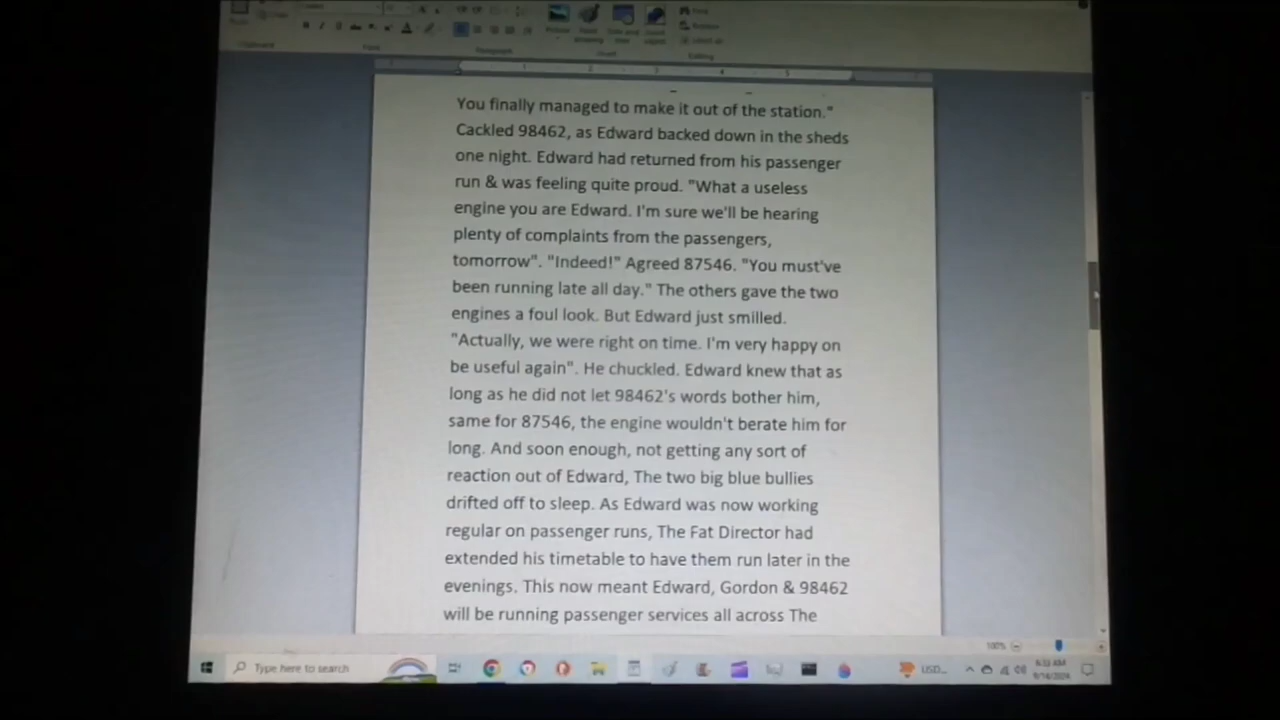 1 2 3 4 5
You finally managed to make it out of the station."
Cackled 98462, as Edward backed down in the sheds
one night. Edward had returned from his passenger
run & was feeling quite proud. "What a useless
engine you are Edward. I'm sure we'll be hearing
plenty of complaints from the passengers,
tomorrow". "Indeed!" Agreed 87546. "You must've
been running late all day." The others gave the two
engines a foul look. But Edward just smilled.
"Actually, we were right on time. I'm very happy on
be useful again". He chuckled. Edward knew that as
long as he did not let 98462's words bother him,
same for 87546, the engine wouldn't berate him for
long. And soon enough, not getting any sort of
reaction out of Edward, The two big blue bullies
drifted off to sleep. As Edward was now working
regular on passenger runs, The Fat Director had
extended his timetable to have them run later in the
evenings. This now meant Edward, Gordon & 98462
will be running passenger services all across The
100%
Type here to search
USD...